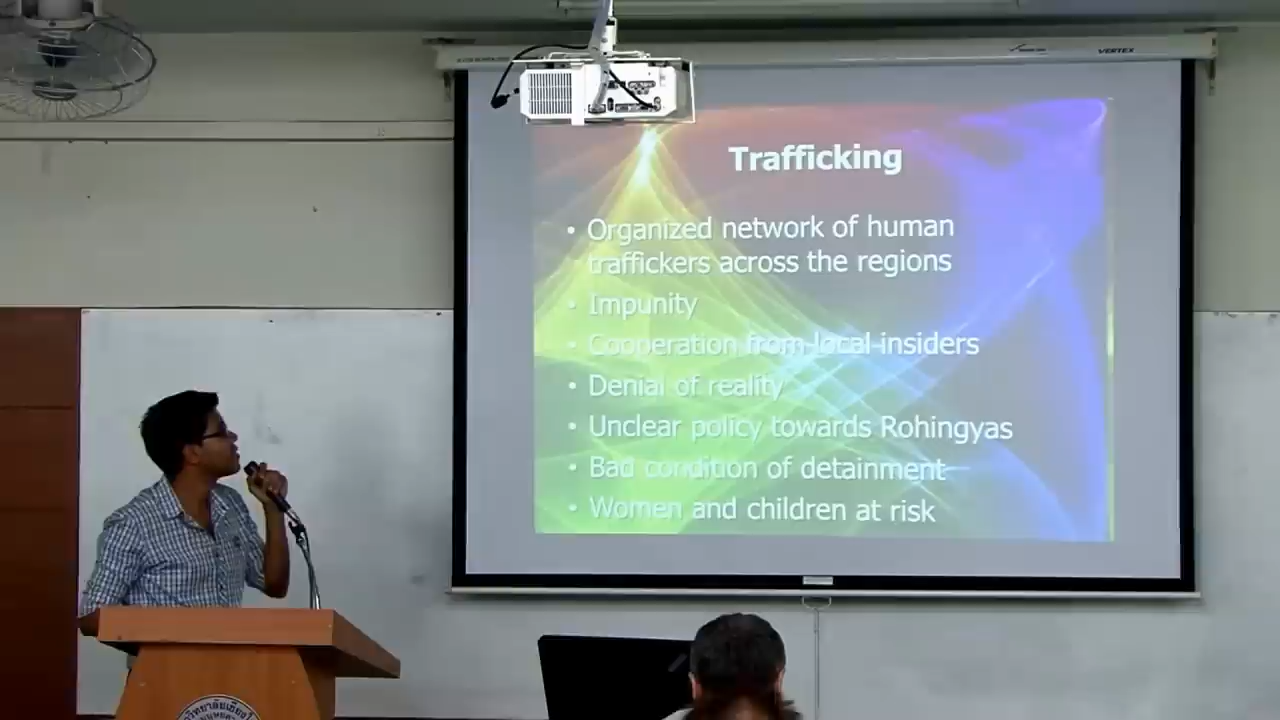 VERTEX
Trafficking
• Organized network of human
traffickers across the regions
• Impunity
• Cooperation from local insiders
• Denial of reality
• Unclear policy towards Rohingyas
• Bad condition of detainment
• Women and children at risk